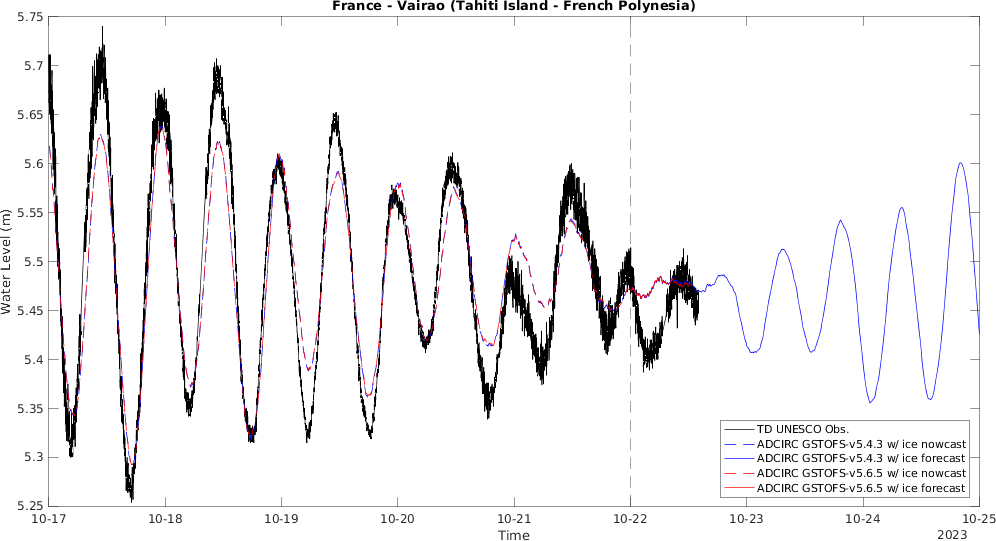 France - Vairao (Tahiti Island - French Polynesia)
5.75
5.7
5.65
5.6
5.55
5.5
5.45
5.4
5.35
5.3
5.25
Water Level (m)
TD UNESCO Obs.
ADCIRC GSTOFS-v5.4.3 w/ ice nowcast
ADCIRC GSTOFS-v5.4.3 w/ ice forecast
ADCIRC GSTOFS-v5.6.5 w/ ice nowcast
ADCIRC GSTOFS-v5.6.5 w/ ice forecast
10-17 10-18 10-19 10-20 10-21 10-22 10-23 10-24 10-25
Time
2023